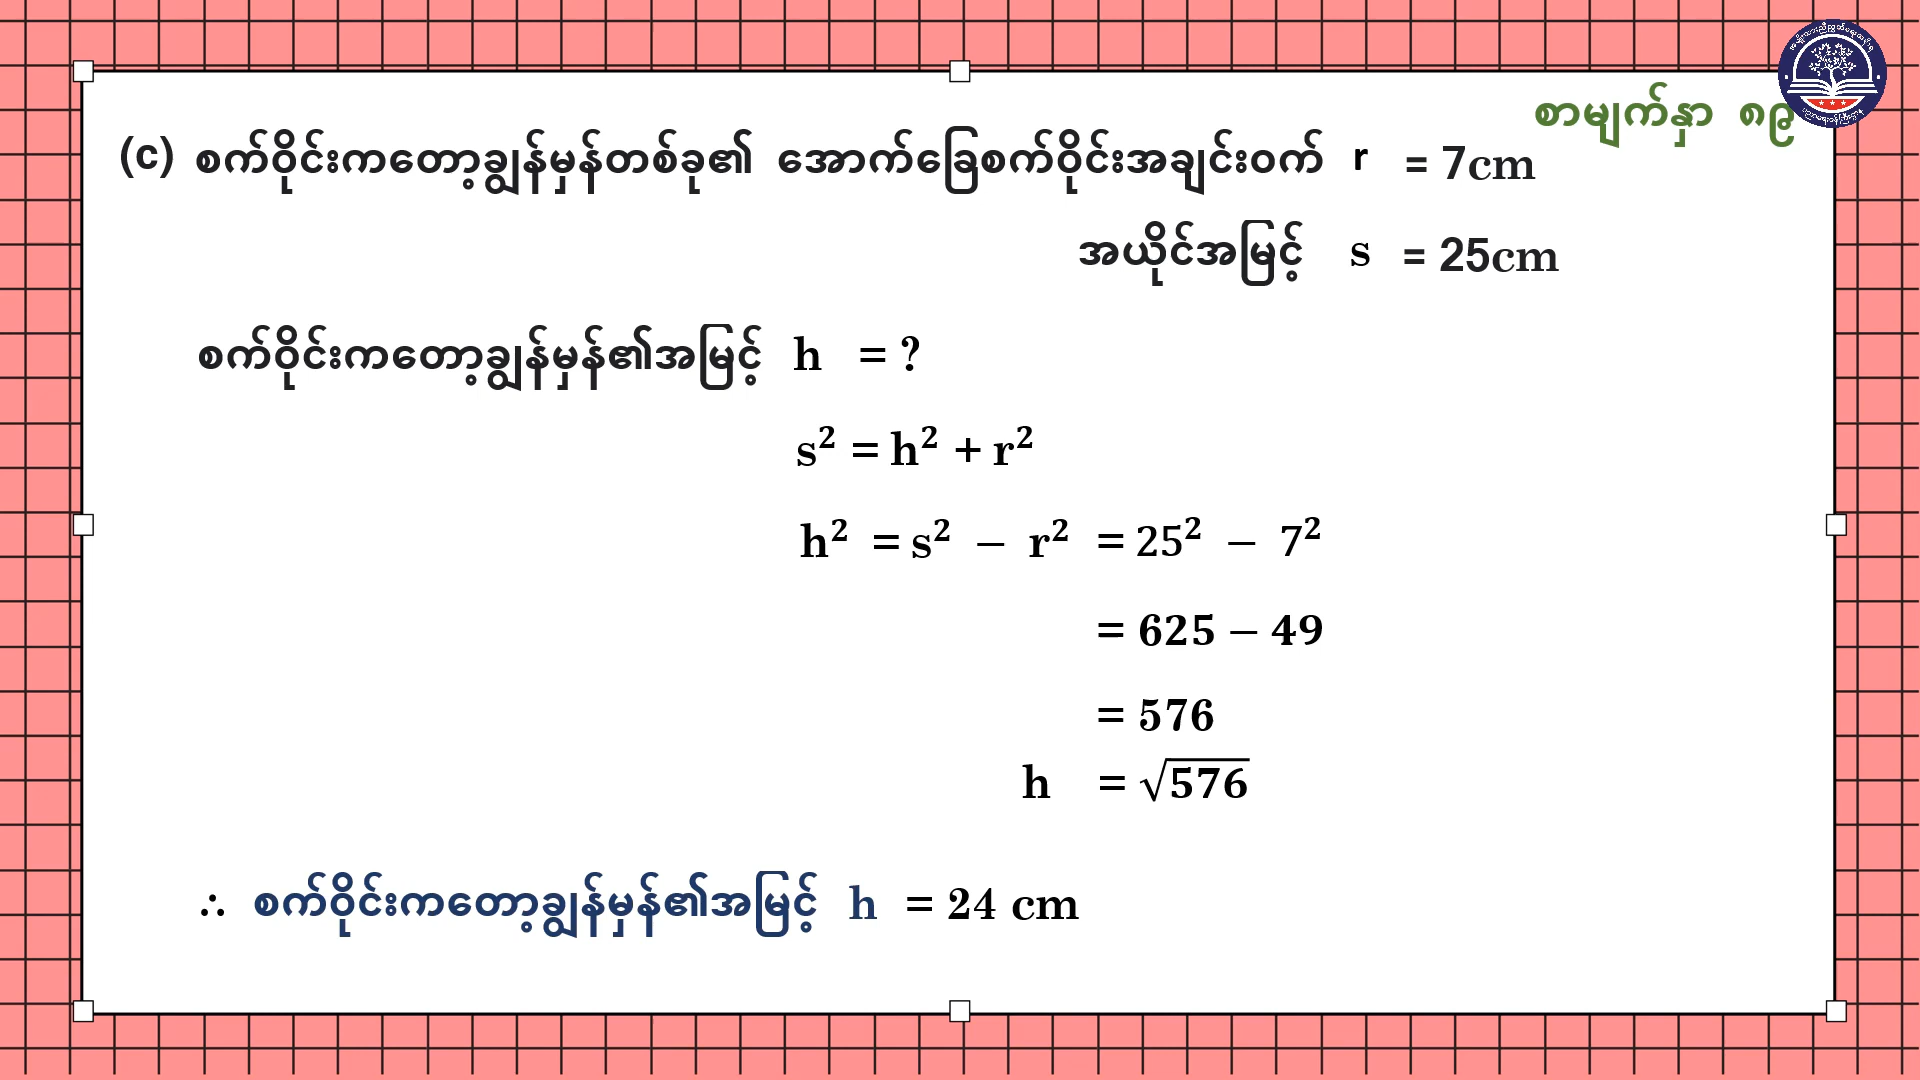 စာမျက်နှာ ၈၉
(c) စက်ဝိုင်းကတော့ချွန်မှန်တစ်ခု၏ အောက်ခြေစက်ဝိုင်းအချင်းဝက် r = 7cm
အယိုင်အမြင့် s = 25cm
စက်ဝိုင်းကတော့ချွန်မှန်၏အမြင့် h = ?
s² = h² + r²
h² = s² − r² = 25² − 7²
= 625 − 49
= 576
h = √576
∴ စက်ဝိုင်းကတော့ချွန်မှန်၏အမြင့် h = 24 cm